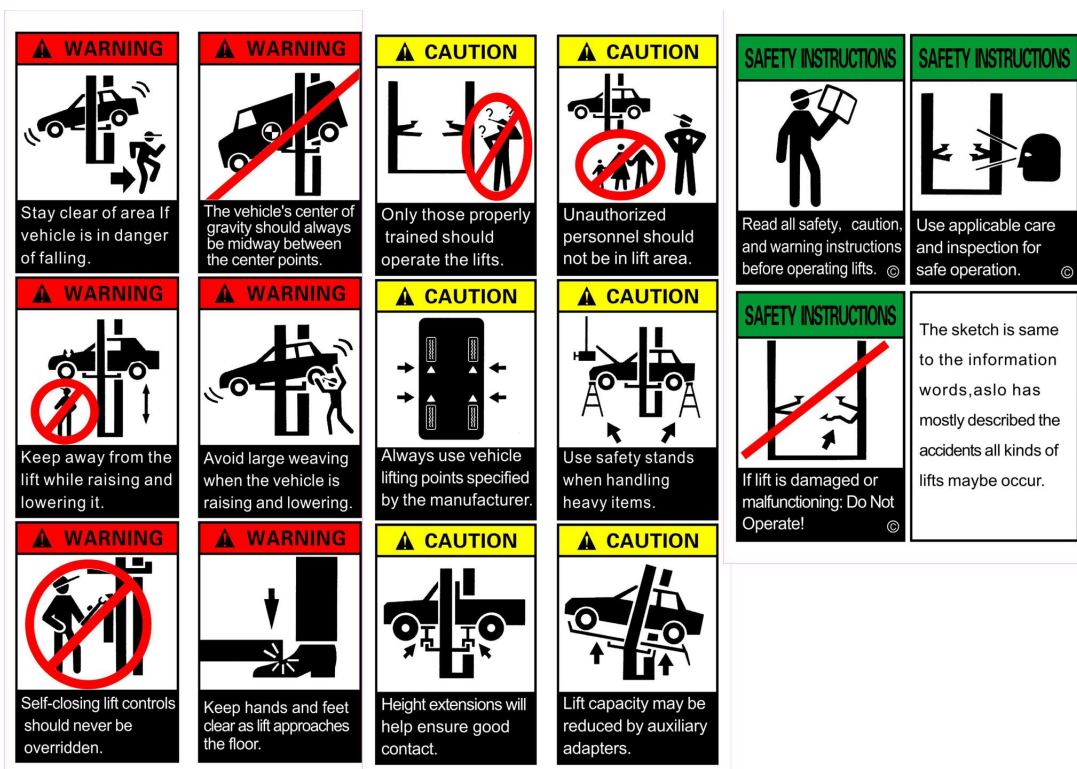 WARNING
Stay clear of area If
vehicle is in danger
of falling.
WARNING
The vehicle's center of
gravity should always
be midway between
the center points.
CAUTION
Only those properly
trained should
operate the lifts.
CAUTION
Unauthorized
personnel should
not be in lift area.
SAFETY INSTRUCTIONS
Read all safety, caution,
and warning instructions
before operating lifts. ©
SAFETY INSTRUCTIONS
Use applicable care
and inspection for
safe operation. ©
WARNING
Keep away from the
lift while raising and
lowering it.
WARNING
Avoid large weaving
when the vehicle is
raising and lowering.
CAUTION
Always use vehicle
lifting points specified
by the manufacturer.
CAUTION
Use safety stands
when handling
heavy items.
SAFETY INSTRUCTIONS
If lift is damaged or
malfunctioning: Do Not
Operate! ©
The sketch is same
to the information
words,aslo has
mostly described the
accidents all kinds of
lifts maybe occur.
WARNING
Self-closing lift controls
should never be
overridden.
WARNING
Keep hands and feet
clear as lift approaches
the floor.
CAUTION
Height extensions will
help ensure good
contact.
CAUTION
Lift capacity may be
reduced by auxiliary
adapters.